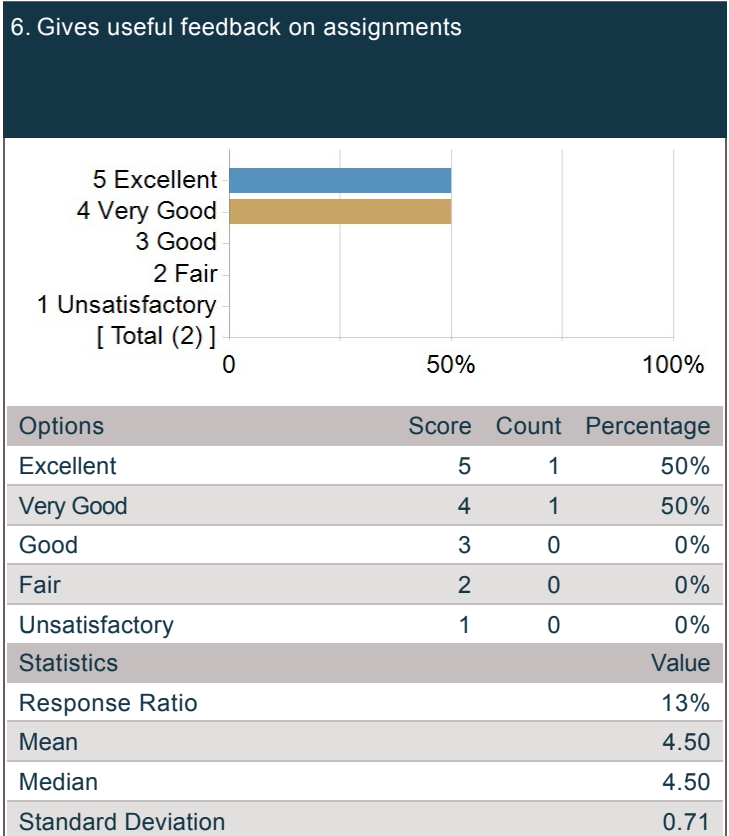 6. Gives useful feedback on assignments
5 Excellent
4 Very Good
3 Good
2 Fair
1 Unsatisfactory
[ Total (2) ]
0 50% 100%
Options Score Count Percentage
Excellent 5 1 50%
Very Good 4 1 50%
Good 3 0 0%
Fair 2 0 0%
Unsatisfactory 1 0 0%
Statistics Value
Response Ratio 13%
Mean 4.50
Median 4.50
Standard Deviation 0.71